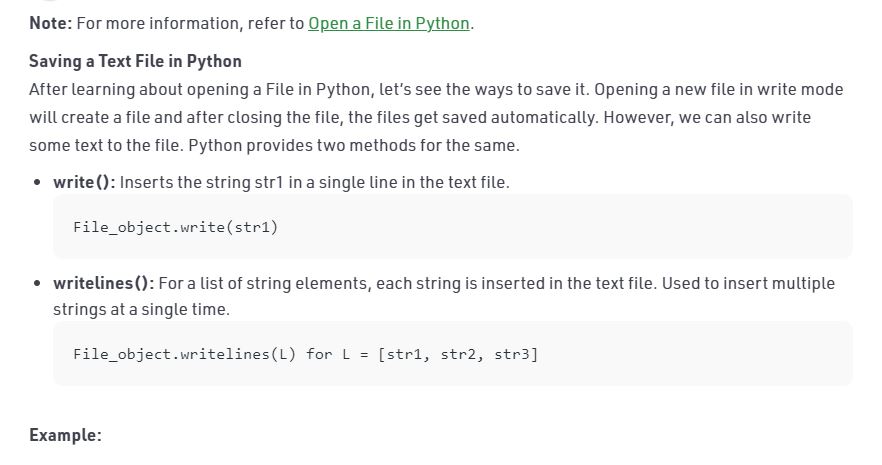 Note: For more information, refer to Open a File in Python.
Saving a Text File in Python
After learning about opening a File in Python, let's see the ways to save it. Opening a new file in write mode
will create a file and after closing the file, the files get saved automatically. However, we can also write
some text to the file. Python provides two methods for the same.
• write(): Inserts the string str1 in a single line in the text file.
File_object.write(str1)
• writelines(): For a list of string elements, each string is inserted in the text file. Used to insert multiple
strings at a single time.
File_object.writelines(L) for L = [str1, str2, str3]
Example: